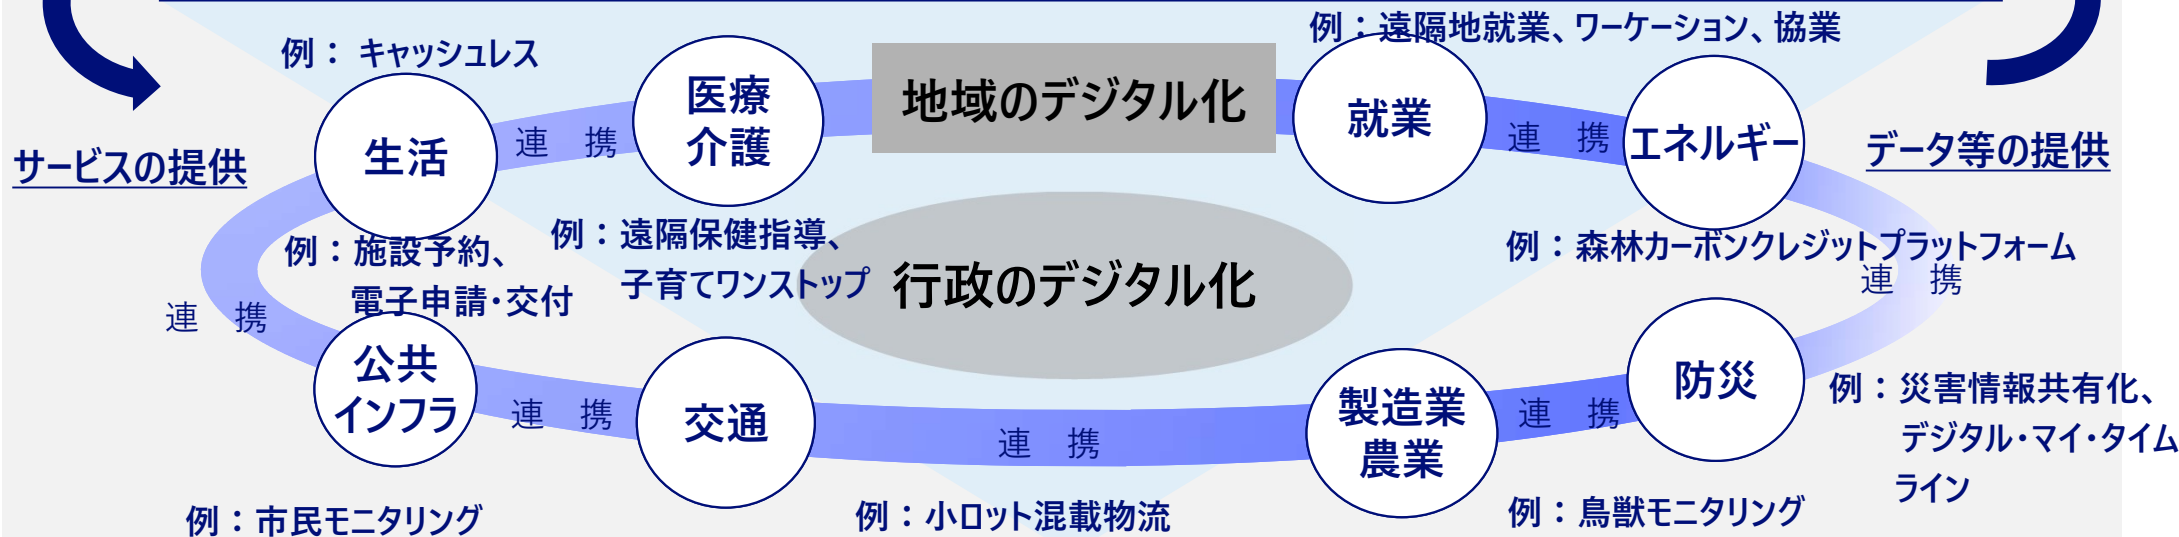 例：遠隔地就業、ワーケーション、協業
例： キャッシュレス
医療
介護
地域のデジタル化
就業
生活
連　携
連　携
エネルギー
サービスの提供
データ等の提供
例：施設予約、
電子申請・交付
例：遠隔保健指導、
子育てワンストップ
行政のデジタル化
例：森林カーボンクレジットプラットフォーム
連　携
連　携
公共
インフラ
連　携
交通
連　携
製造業
農業
連　携
防災
例：災害情報共有化、
デジタル・マイ・タイム
ライン
例：市民モニタリング
例：小ロット混載物流
例：鳥獣モニタリング